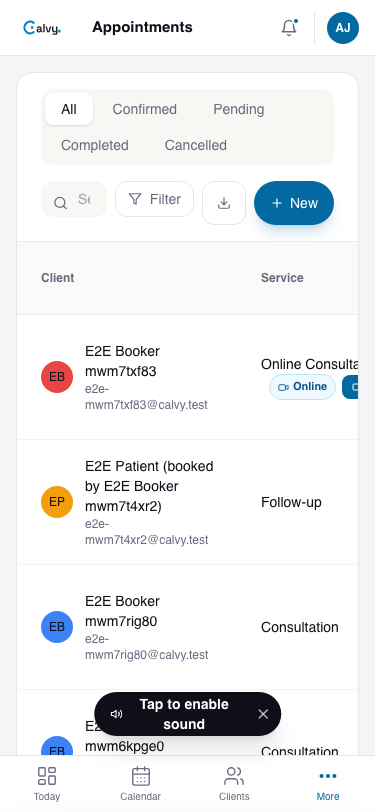 Calvy.
Appointments
AJ
All
Confirmed
Pending
Completed
Cancelled
Filter
New
Client
Service
EB
E2E Booker
mwm7txf83
e2e-
mwm7txf83@calvy.test
Online Consulta
Online
EP
E2E Patient (booked
by E2E Booker
mwm7t4xr2)
e2e-
mwm7t4xr2@calvy.test
Follow-up
EB
E2E Booker
mwm7rig80
e2e-
mwm7rig80@calvy.test
Consultation
EB
mwm6kpge0
Consultation
Tap to enable
sound
Today
Calendar
Clients
More